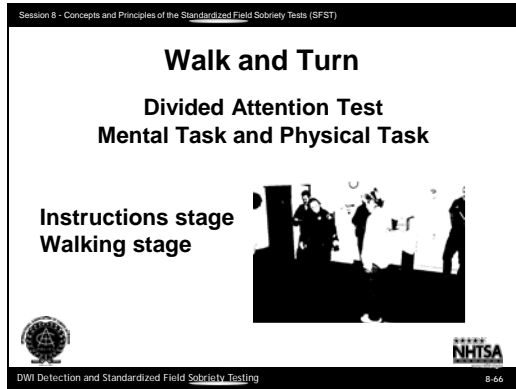 Session 8 - Concepts and Principles of the Standardized Field Sobriety Tests (SFST)
Walk and Turn
Divided Attention Test
Mental Task and Physical Task
Instructions stage
Walking stage
NHTSA
DWI Detection and Standardized Field Sobriety Testing
8-66